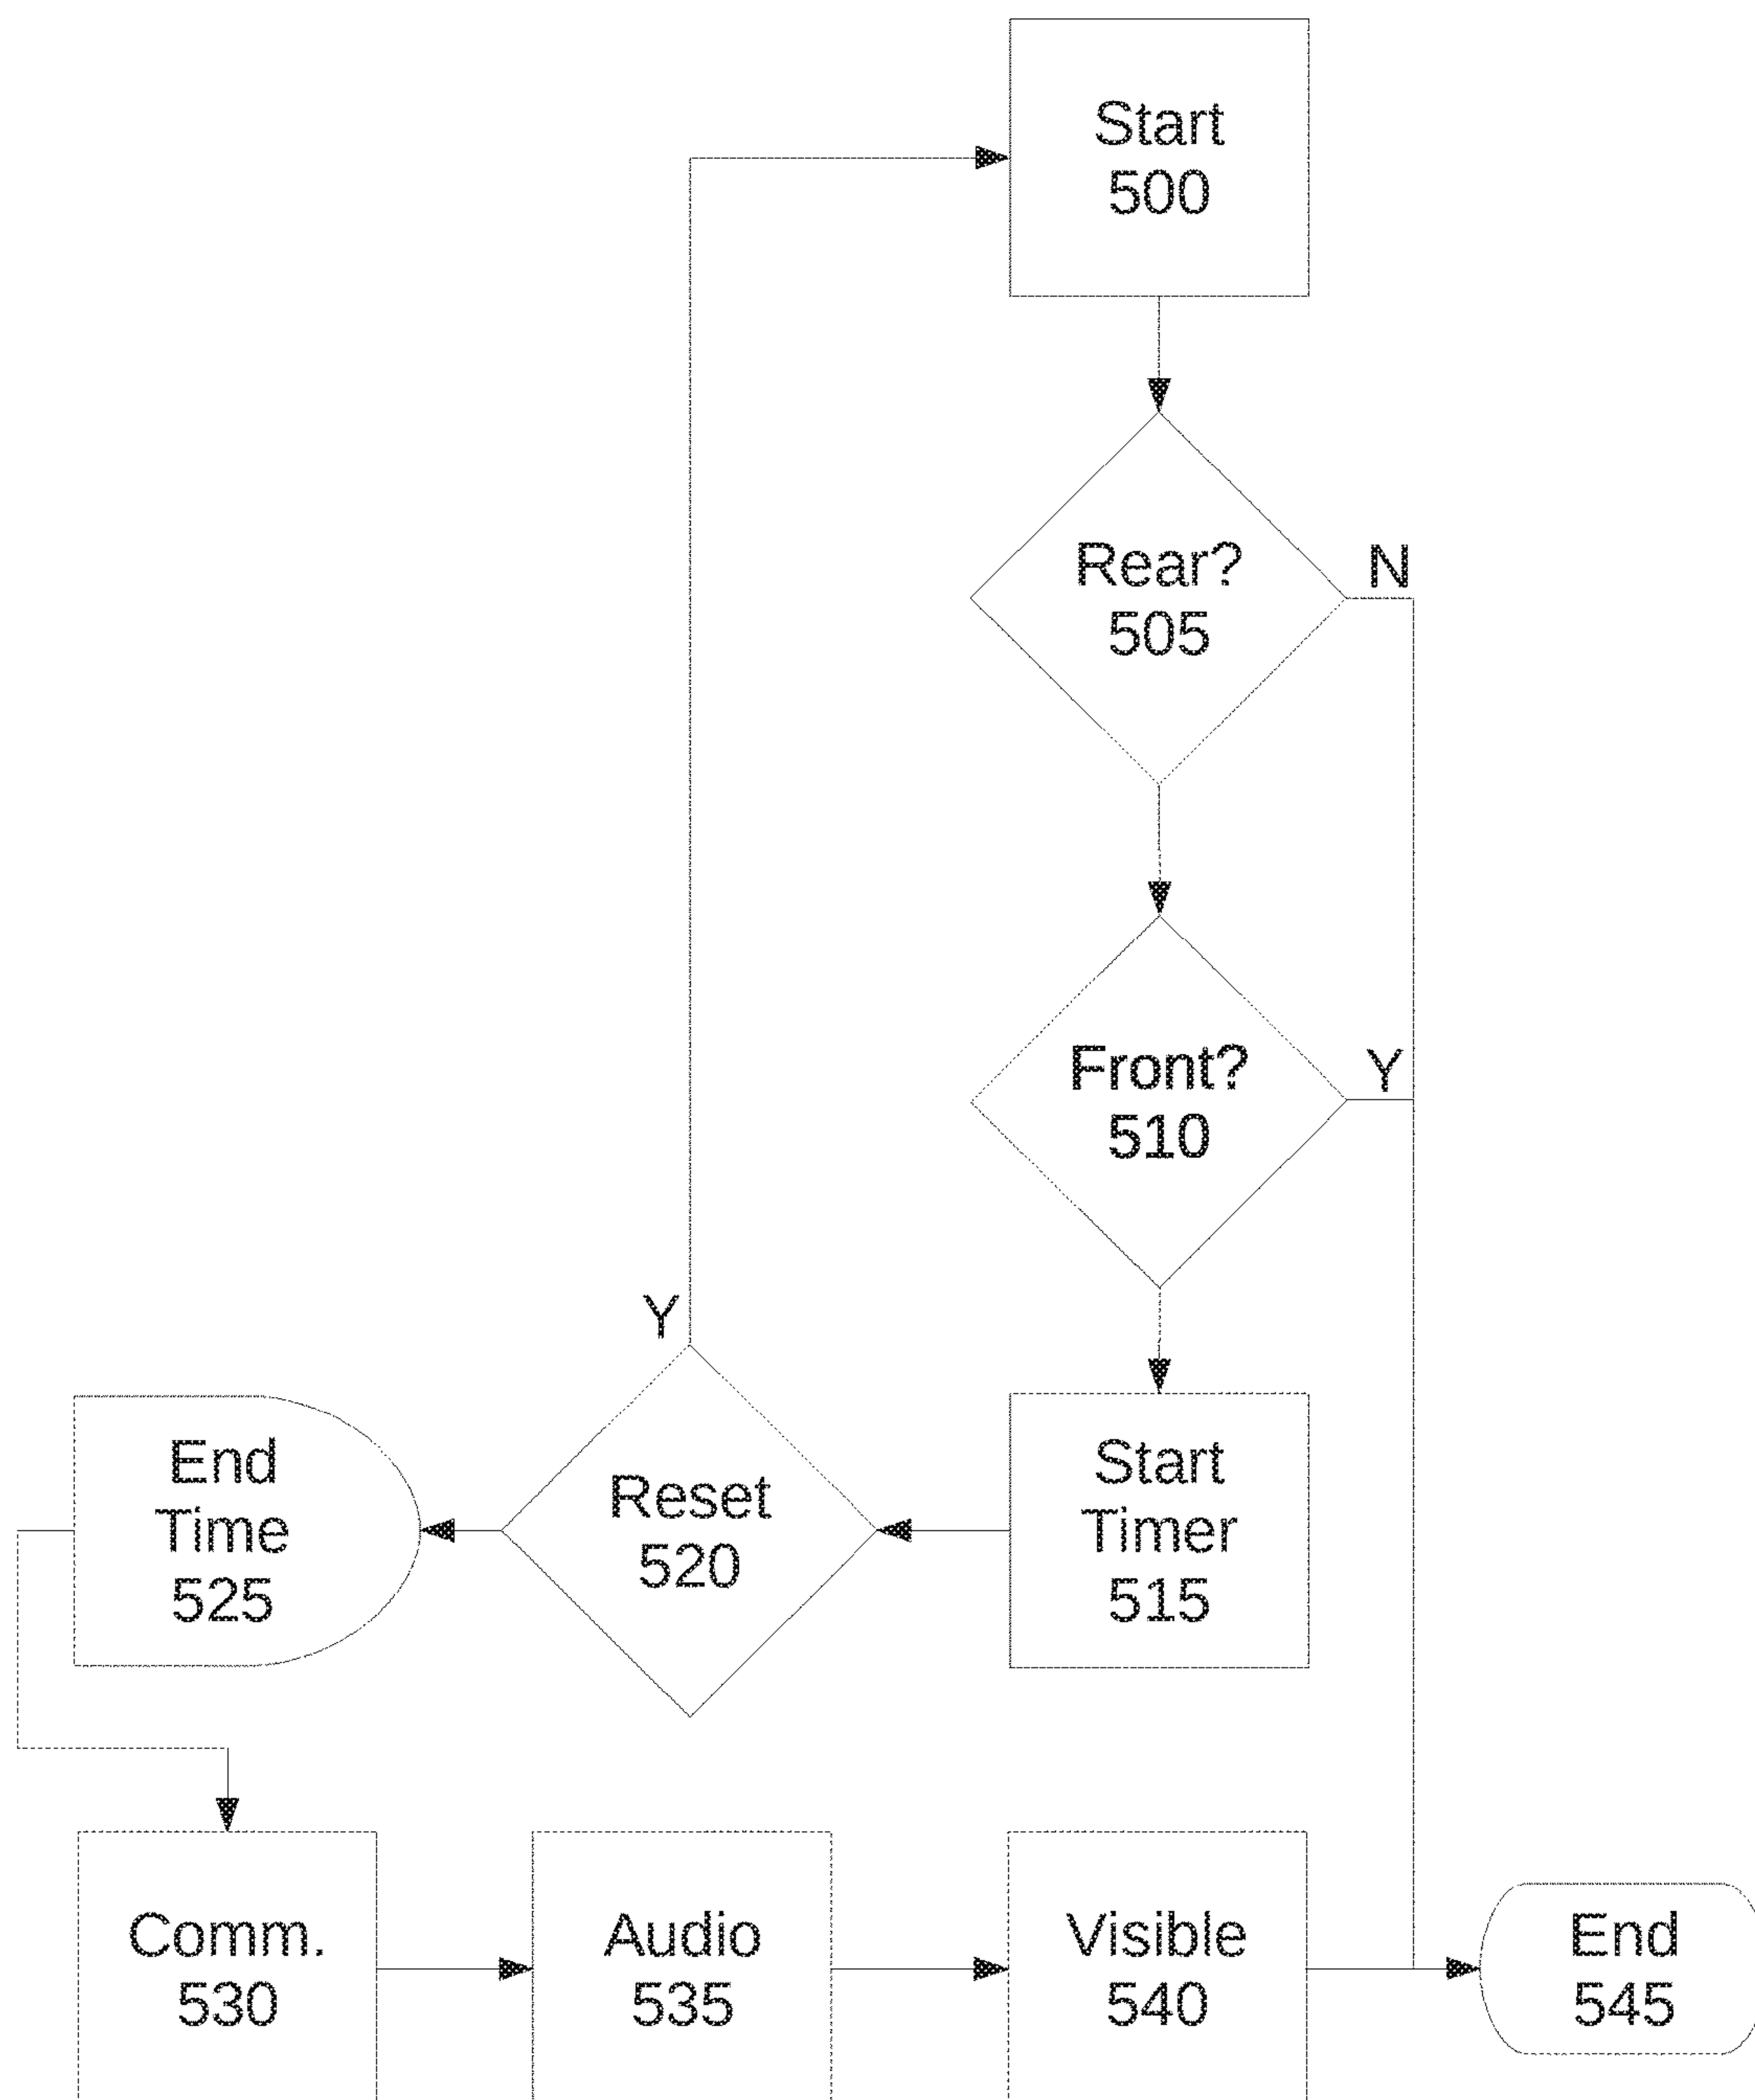 Start
500
Rear?
505
N
Front?
510
Y
Y
End
Time
525
Reset
520
Start
Timer
515
Comm.
530
Audio
535
Visible
540
End
545